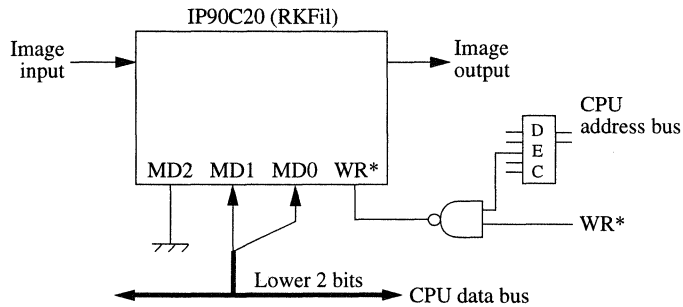 IP90C20 (RKFil)
Image
input
Image
output
CPU
address bus
D
E
C
MD2 MD1 MD0 WR*
WR*
Lower 2 bits
CPU data bus